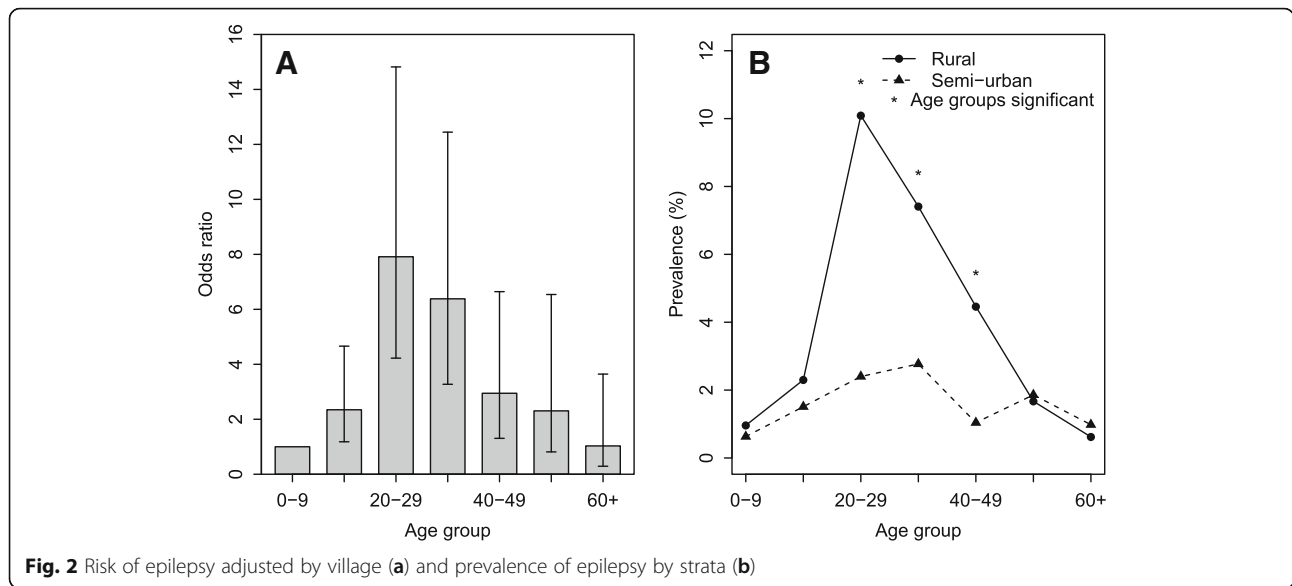 A
Odds ratio
16
14
12
10
8
6
4
2
0
0−9
20−29
40−49
60+
Age group
B
Rural
Semi−urban
* Age groups significant
*
*
*
Prevalence (%)
12
10
8
6
4
2
0
0−9
20−29
40−49
60+
Age group
Fig. 2 Risk of epilepsy adjusted by village (a) and prevalence of epilepsy by strata (b)